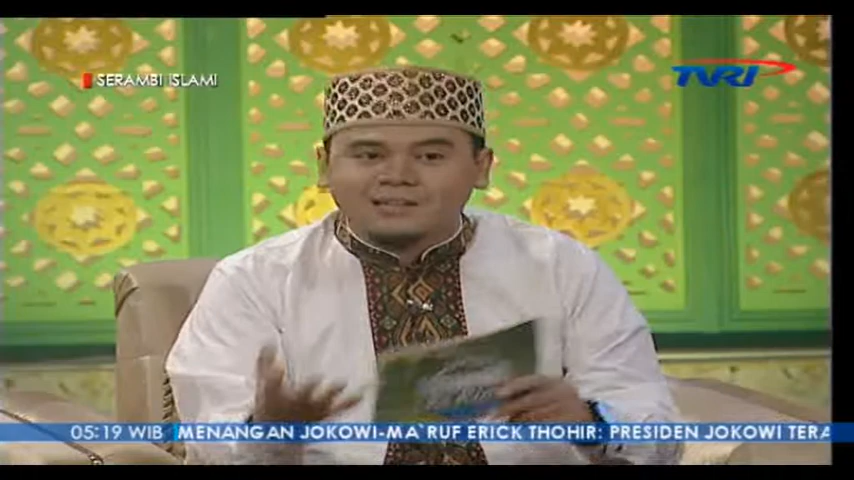 SERAMBI ISLAMI
TVRI
05:19 WIB
MENANGAN JOKOWI-MA`RUF ERICK THOHIR: PRESIDEN JOKOWI TERA